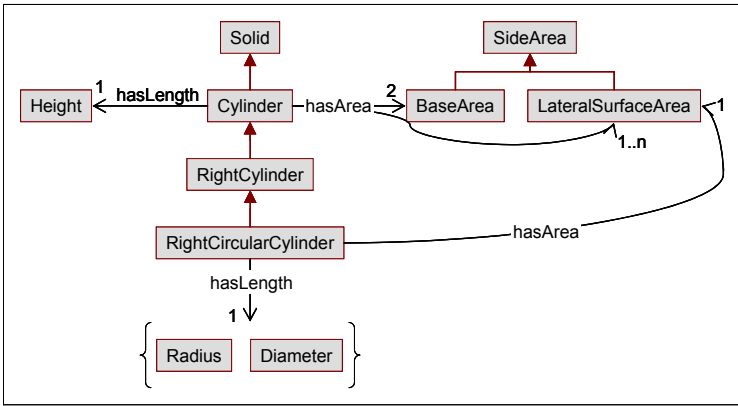 Solid
SideArea
1
hasLength
2
Height
Cylinder
hasArea
BaseArea
LateralSurfaceArea
1
1..n
RightCylinder
RightCircularCylinder
hasArea
hasLength
1
{ Radius Diameter }